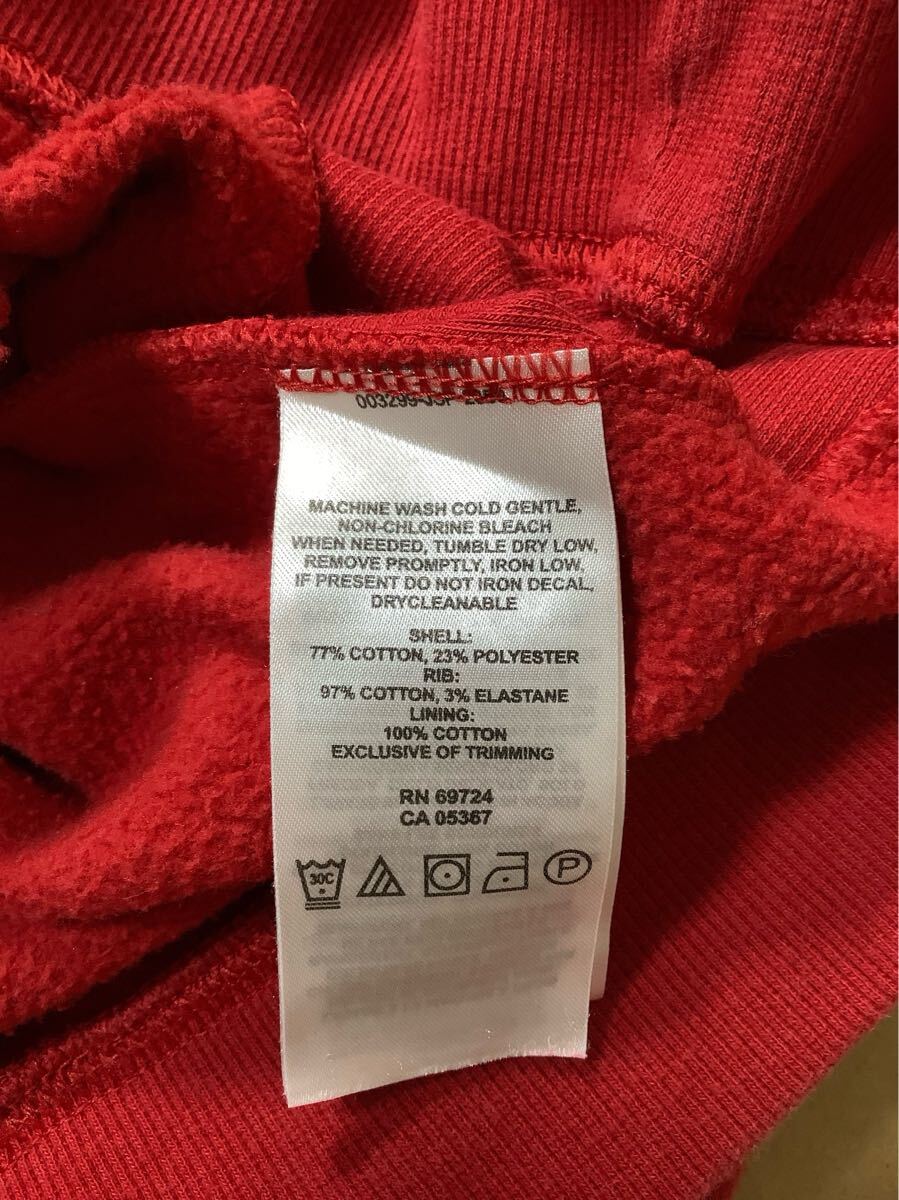 MACHINE WASH COLD GENTLE,
NON-CHLORINE BLEACH
WHEN NEEDED, TUMBLE DRY LOW,
REMOVE PROMPTLY, IRON LOW,
IF PRESENT DO NOT IRON DECAL,
DRYCLEANABLE
SHELL:
77% COTTON, 23% POLYESTER
RIB:
97% COTTON, 3% ELASTANE
LINING:
100% COTTON
EXCLUSIVE OF TRIMMING
RN 69724
CA 05367
30C
P